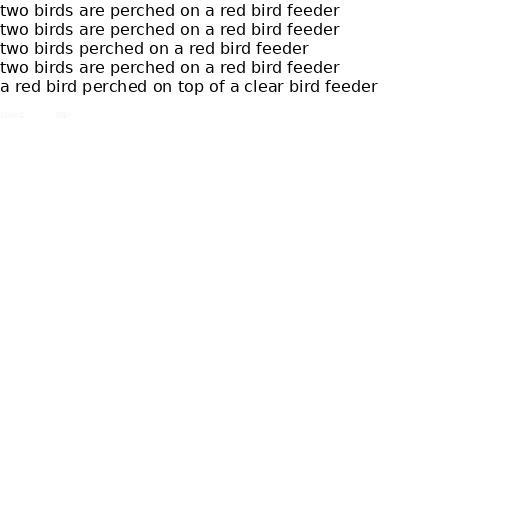 two birds are perched on a red bird feeder
two birds are perched on a red bird feeder
two birds perched on a red bird feeder
two birds are perched on a red bird feeder
a red bird perched on top of a clear bird feeder